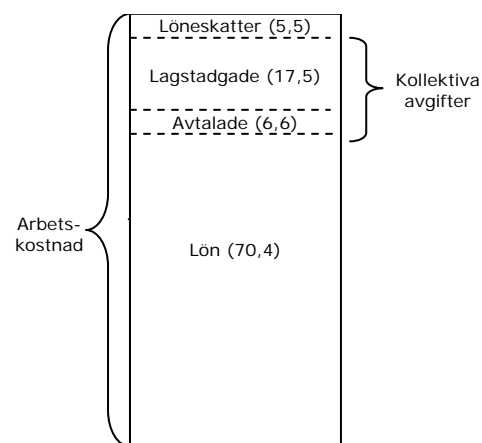 Löneskatter (5,5)
Lagstadgade (17,5)
Kollektiva
avgifter
Avtalade (6,6)
Arbets-
kostnad
Lön (70,4)